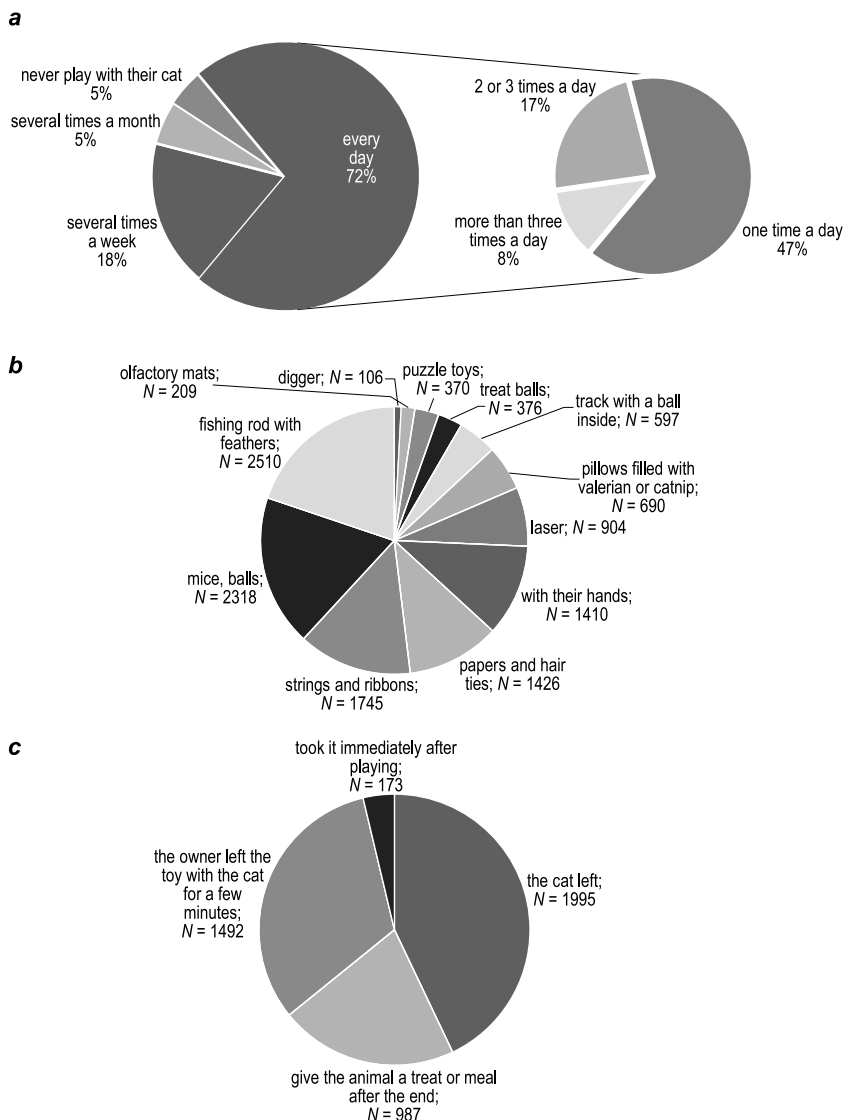 a
never play with their cat
5%
several times a month
5%
several times
a week
18%
every
day
72%
2 or 3 times a day
17%
more than three
times a day
8%
one time a day
47%
b
olfactory mats;
N = 209
digger; N = 106
puzzle toys;
N = 370
treat balls;
N = 376
track with a ball
inside; N = 597
pillows filled with
valerian or catnip;
N = 690
laser; N = 904
with their hands;
N = 1410
papers and hair
ties; N = 1426
strings and ribbons;
N = 1745
mice, balls;
N = 2318
fishing rod with
feathers;
N = 2510
c
took it immediately after
playing;
N = 173
the owner left the
toy with the cat
for a few
minutes;
N = 1492
the cat left;
N = 1995
give the animal a treat or meal
after the end;
N = 987